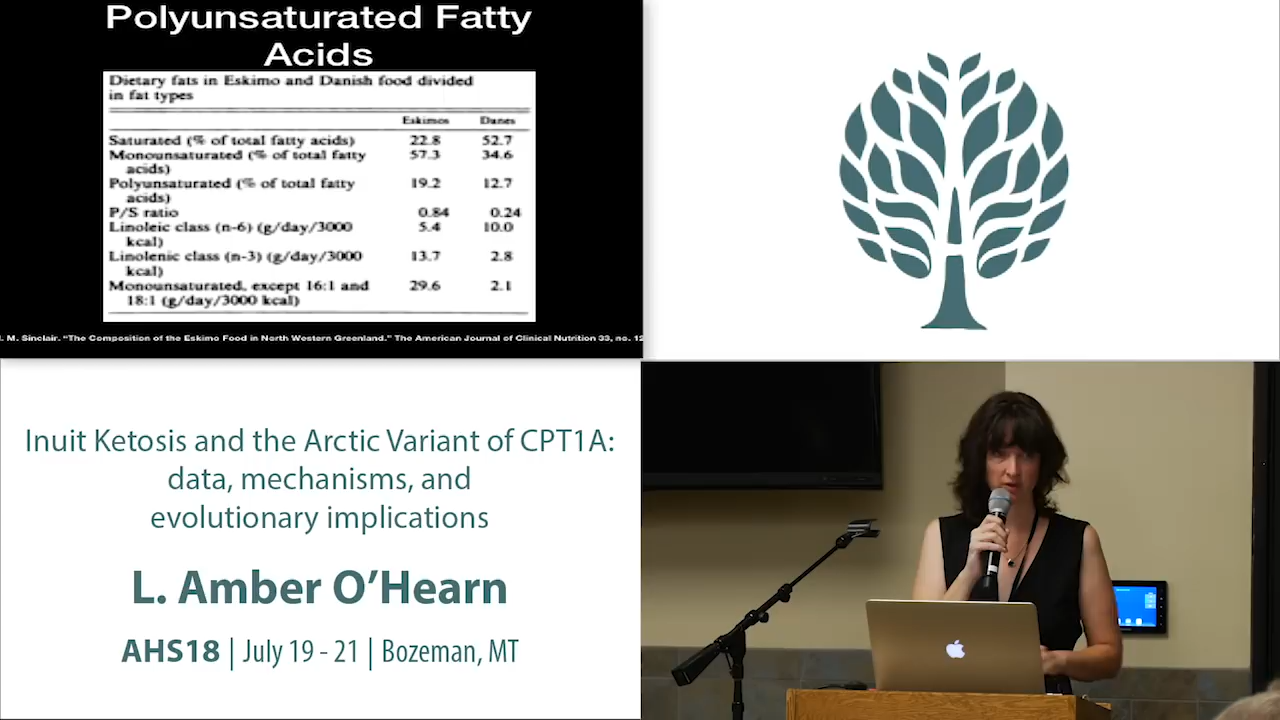 Polyunsaturated Fatty
Acids
Dietary fats in Eskimo and Danish food divided
in fat types
Eskimos Danes
Saturated (% of total fatty acids) 22.8 52.7
Monounsaturated (% of total fatty 57.3 34.6
acids)
Polyunsaturated (% of total fatty 19.2 12.7
acids)
P/S ratio 0.84 0.24
Linoleic class (n-6) (g/day/3000 5.4 10.0
kcal)
Linolenic class (n-3) (g/day/3000 13.7 2.8
kcal)
Monounsaturated, except 16:1 and 29.6 2.1
18:1 (g/day/3000 kcal)
. M. Sinclair. "The Composition of the Eskimo Food in North Western Greenland." The American Journal of Clinical Nutrition 33, no. 12
Inuit Ketosis and the Arctic Variant of CPT1A:
data, mechanisms, and
evolutionary implications
L. Amber O’Hearn
AHS18 | July 19 - 21 | Bozeman, MT